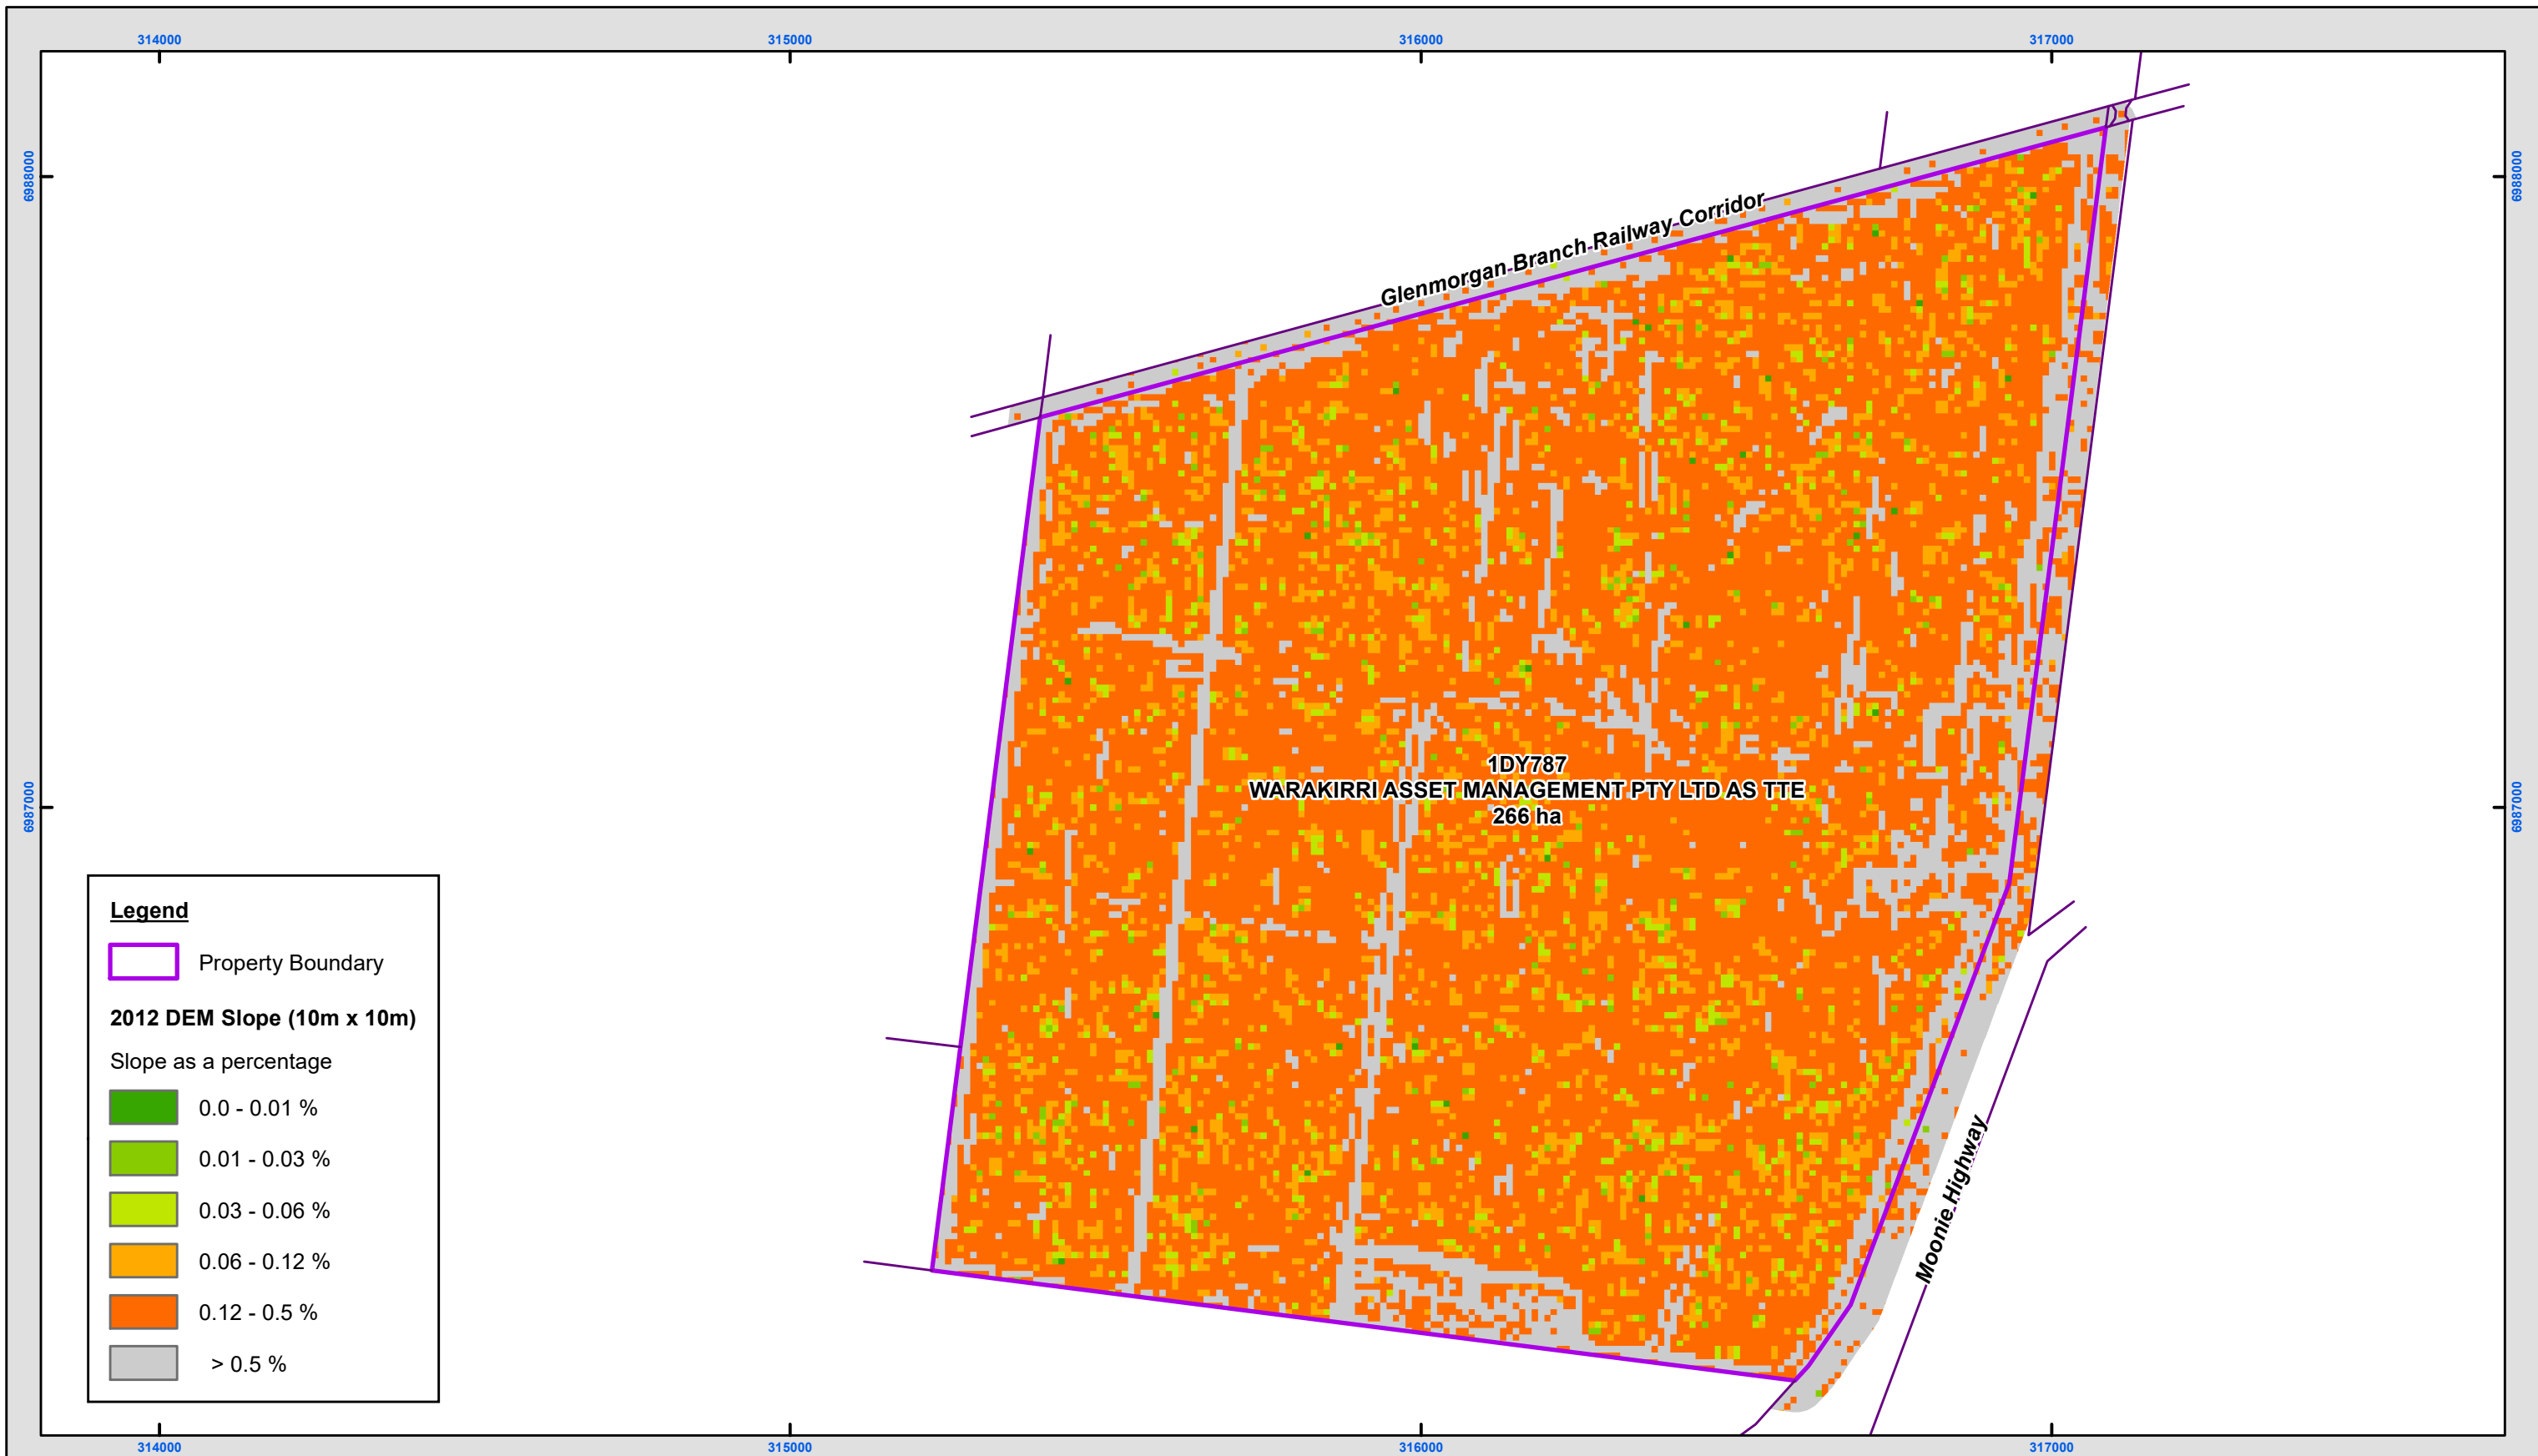 314000
315000
316000
317000
6988000
6988000
Glenmorgan Branch Railway Corridor
1DY787
WARAKIRRI ASSET MANAGEMENT PTY LTD AS TTE
266 ha
6987000
6987000
Moonie Highway
Legend
Property Boundary
2012 DEM Slope (10m x 10m)
Slope as a percentage
0.0 - 0.01 %
0.01 - 0.03 %
0.03 - 0.06 %
0.06 - 0.12 %
0.12 - 0.5 %
> 0.5 %
314000
315000
316000
317000